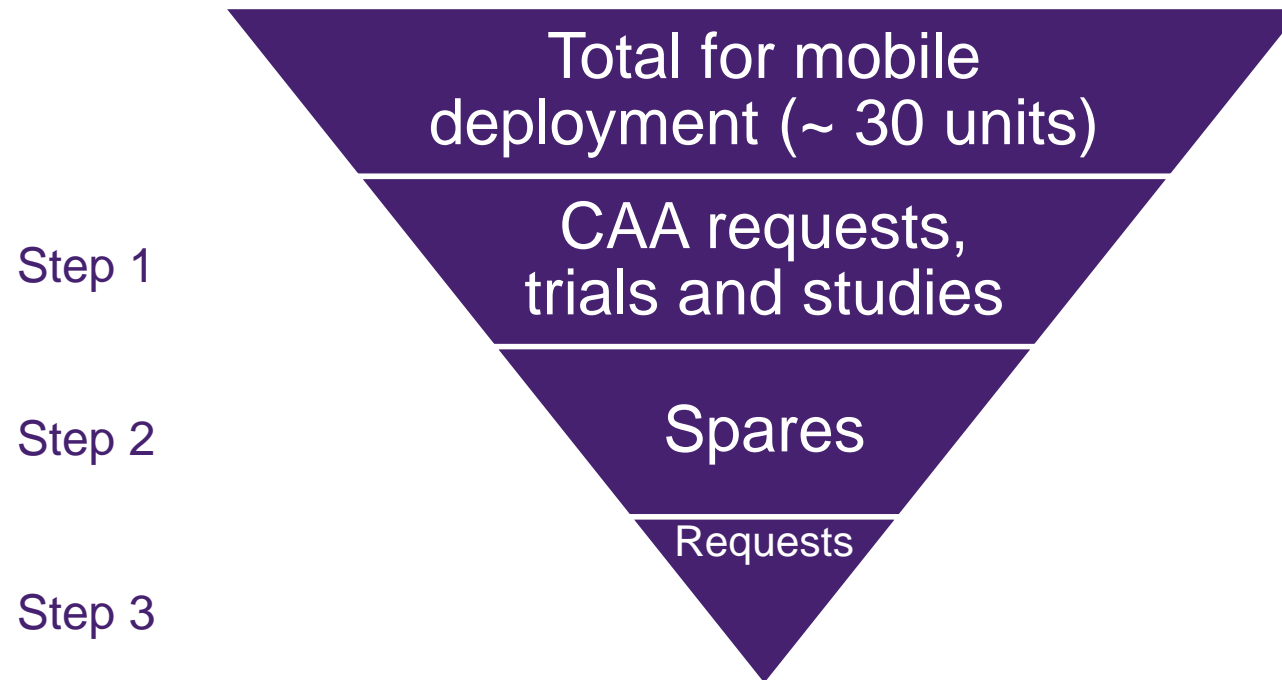 Total for mobile
deployment (~ 30 units)
Step 1
CAA requests,
trials and studies
Step 2
Spares
Step 3
Requests